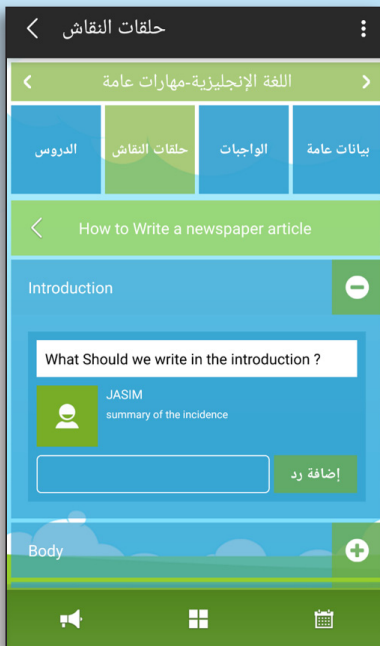 حلقات النقاش
اللغة الإنجليزية-مهارات عامة
بيانات عامة
الواجبات
حلقات النقاش
الدروس
How to Write a newspaper article
Introduction
What Should we write in the introduction ?
JASIM
summary of the incidence
إضافة رد
Body